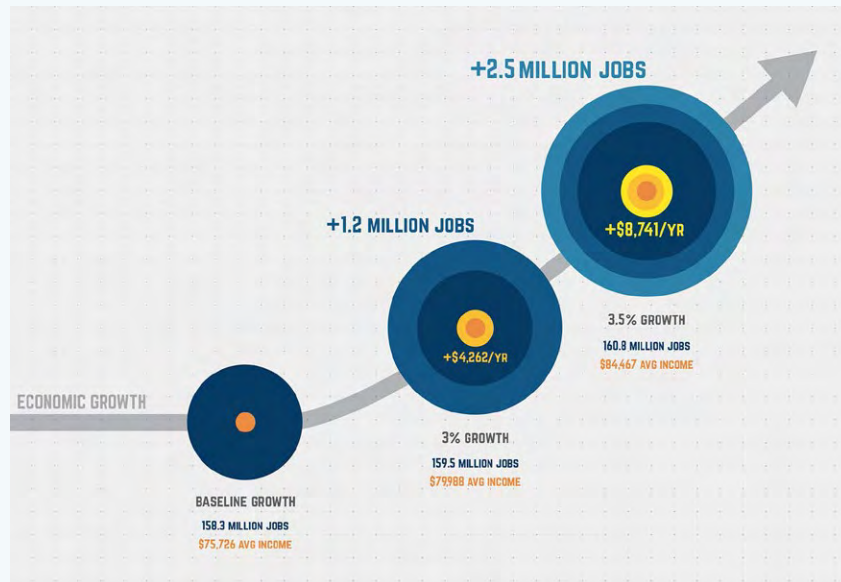 +2.5 MILLION JOBS
+$8,741/YR
3.5% GROWTH
160.8 MILLION JOBS
$84,467 AVG INCOME
+1.2 MILLION JOBS
+$4,262/YR
3% GROWTH
159.5 MILLION JOBS
$79,988 AVG INCOME
ECONOMIC GROWTH
BASELINE GROWTH
158.3 MILLION JOBS
$75,726 AVG INCOME